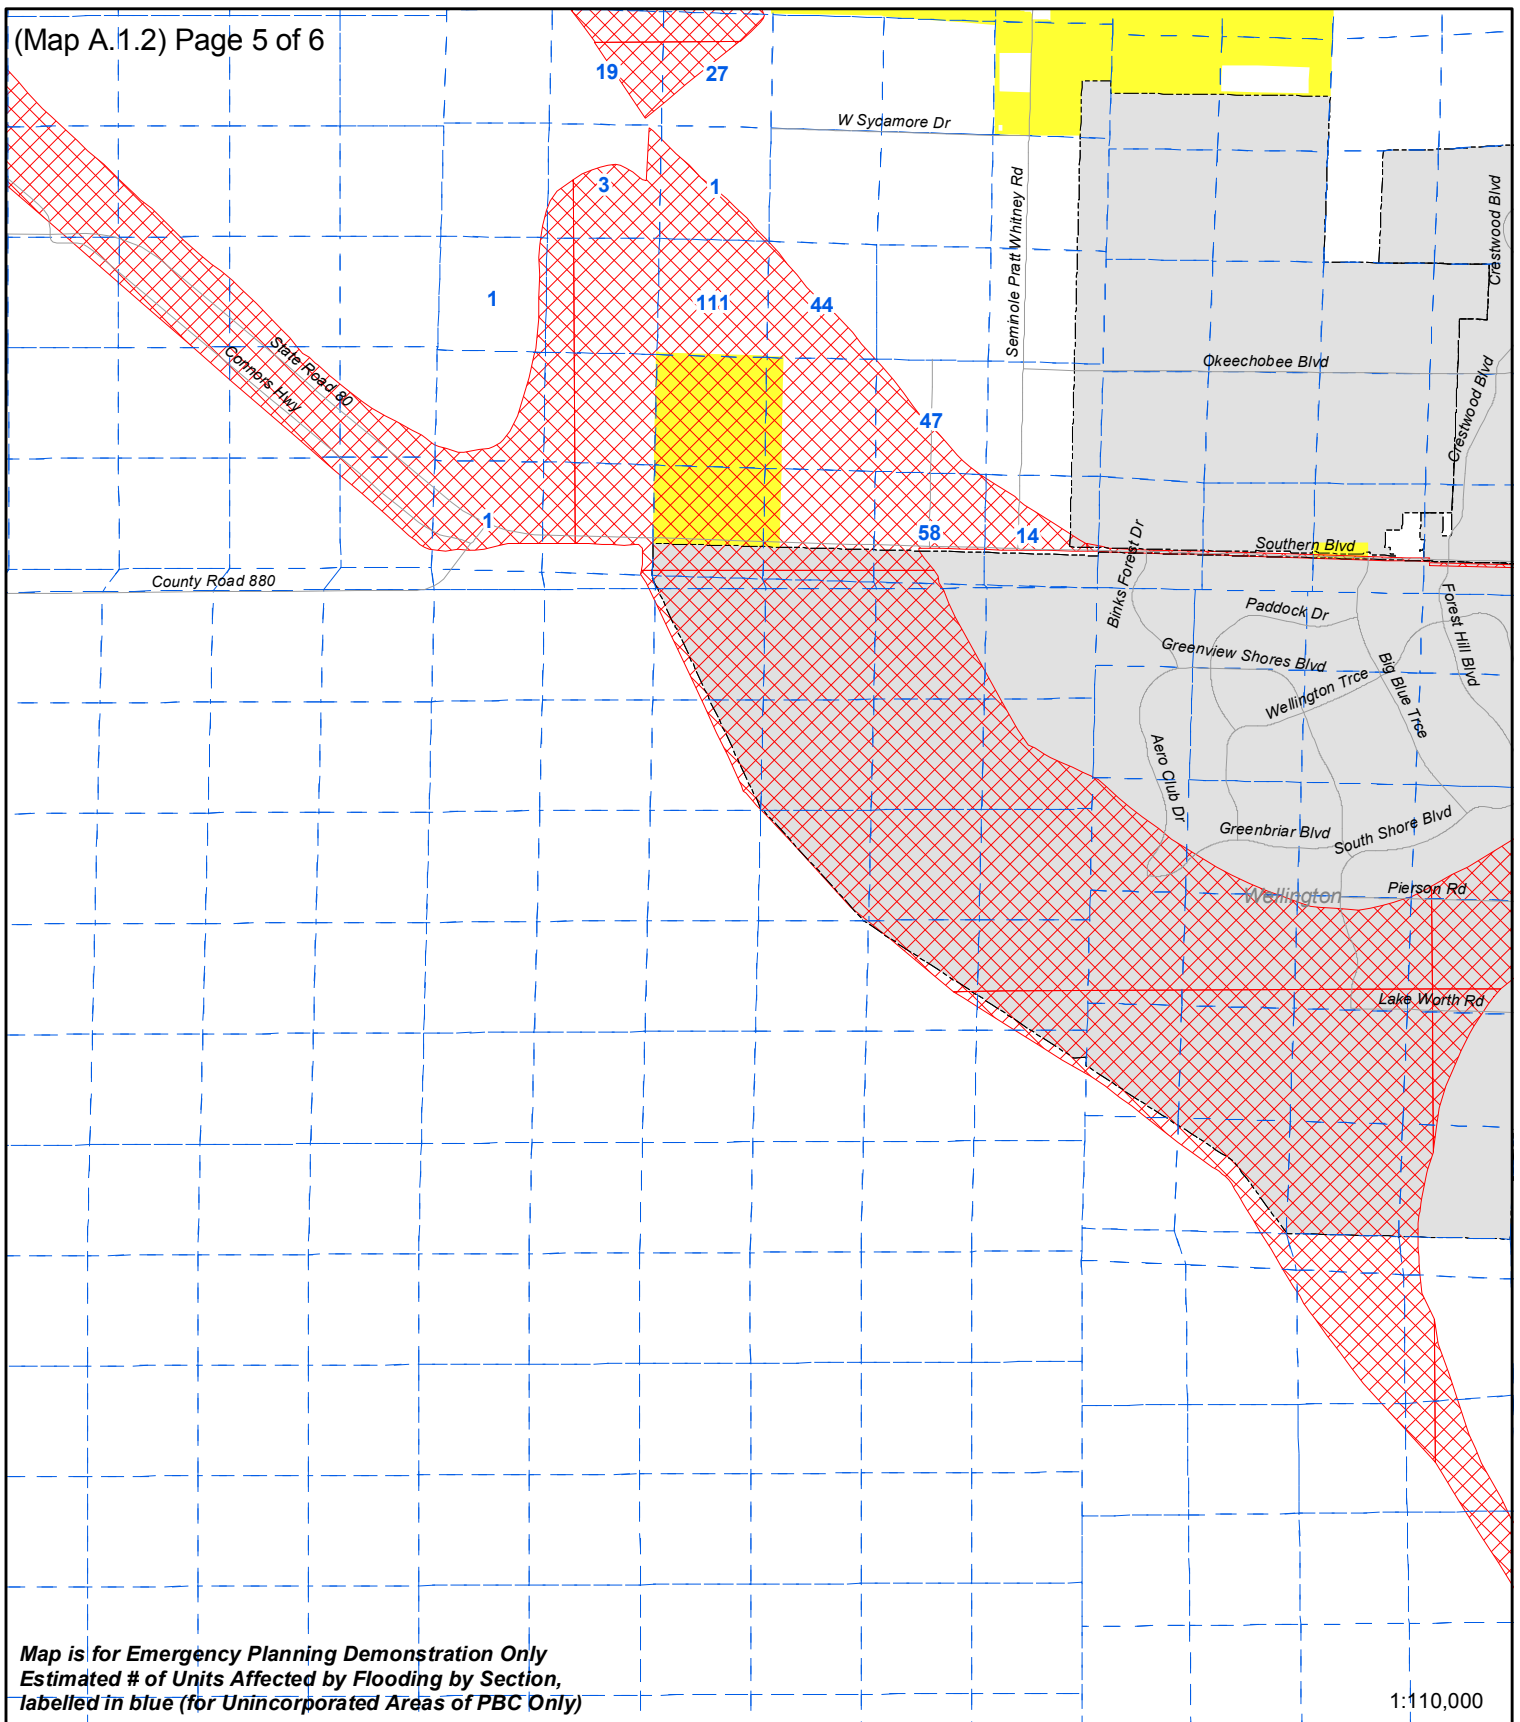 (Map A.1.2) Page 5 of 6
19
27
W Sycamore Dr
3
1
Seminole Pratt Whitney Rd
Crestwood Blvd
1
111
44
State Road 80
Connors Hwy
Okeechobee Blvd
Crestwood Blvd
47
1
58
14
Southern Blvd
Binks Forest Dr
County Road 880
Paddock Dr
Forest Hill Blvd
Greenview Shores Blvd
Big Blue Trce
Wellington Trce
Aero Club Dr
Greenbriar Blvd
South Shore Blvd
Wellington
Pierson Rd
Lake Worth Rd
Map is for Emergency Planning Demonstration Only
Estimated # of Units Affected by Flooding by Section,
labelled in blue (for Unincorporated Areas of PBC Only)
1:110,000